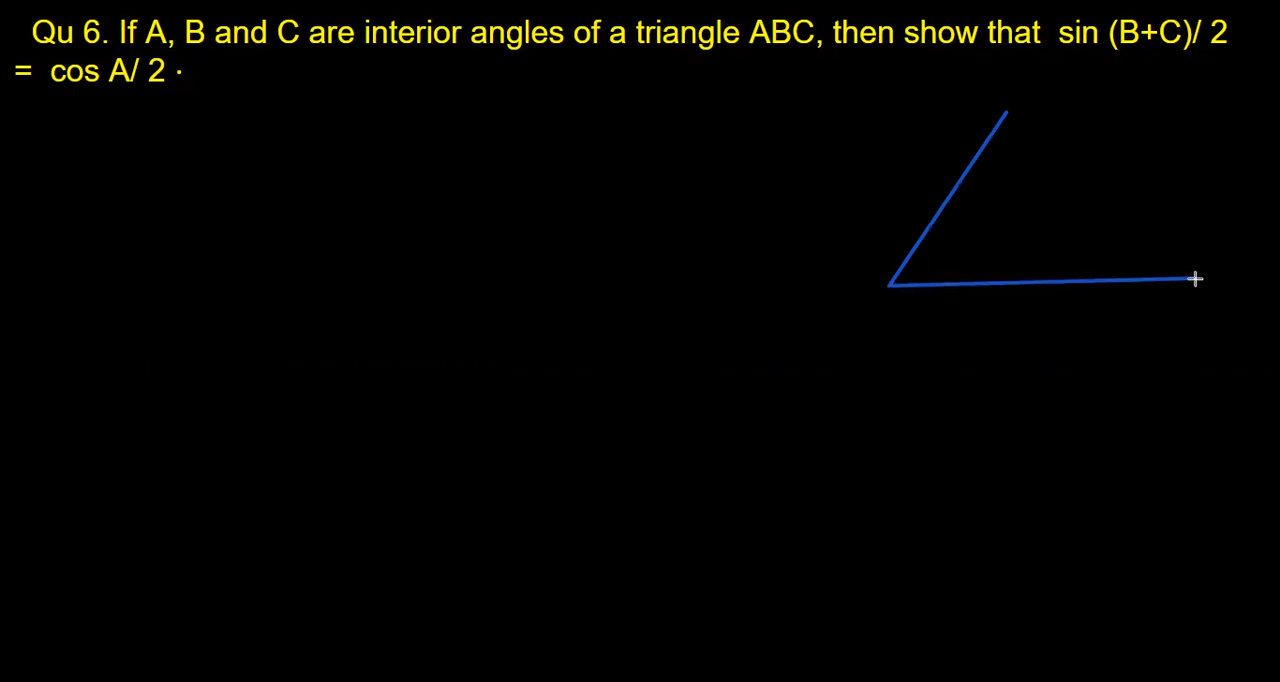 Qu 6. If A, B and C are interior angles of a triangle ABC, then show that  sin (B+C)/ 2
=  cos A/ 2 ·